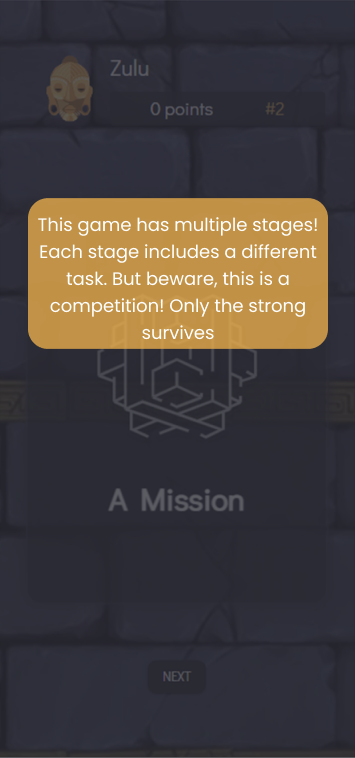 Zulu
0 points #2
This game has multiple stages!
Each stage includes a different
task. But beware, this is a
competition! Only the strong
survives
A Mission
NEXT